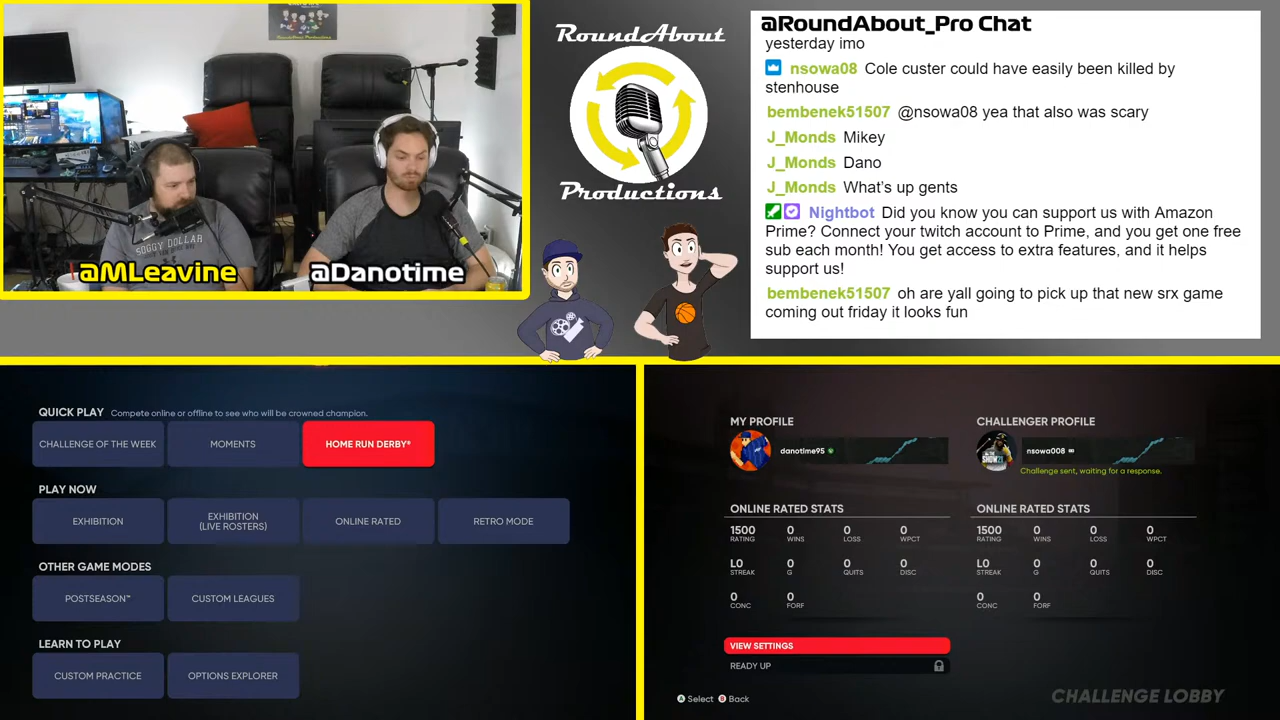 SOGGY DOLLAR
@MLeavine
@Danotime
RoundAbout
Productions
@RoundAbout_Pro Chat
yesterday imo
nsowa08 Cole custer could have easily been killed by
stenhouse
bembenek51507 @nsowa08 yea that also was scary
J_Monds Mikey
J_Monds Dano
J_Monds What's up gents
Nightbot Did you know you can support us with Amazon
Prime? Connect your twitch account to Prime, and you get one free
sub each month! You get access to extra features, and it helps
support us!
bembenek51507 oh are yall going to pick up that new srx game
coming out friday it looks fun
QUICK PLAY Compete online or offline to see who will be crowned champion.
CHALLENGE OF THE WEEK MOMENTS HOME RUN DERBY®
PLAY NOW
EXHIBITION EXHIBITION
(LIVE ROSTERS) ONLINE RATED RETRO MODE
OTHER GAME MODES
POSTSEASON™ CUSTOM LEAGUES
LEARN TO PLAY
CUSTOM PRACTICE OPTIONS EXPLORER
MY PROFILE
danotime95
CHALLENGER PROFILE
THE SHOW 21
nsowa008
Challenge sent, waiting for a response.
ONLINE RATED STATS
1500 0 0 0
RATING WINS LOSS WPCT
L0 0 0 0
STREAK G QUITS DISC
0 0
CONC FORF
ONLINE RATED STATS
1500 0 0 0
RATING WINS LOSS WPCT
L0 0 0 0
STREAK G QUITS DISC
0 0
CONC FORF
VIEW SETTINGS
READY UP
A Select B Back
CHALLENGE LOBBY